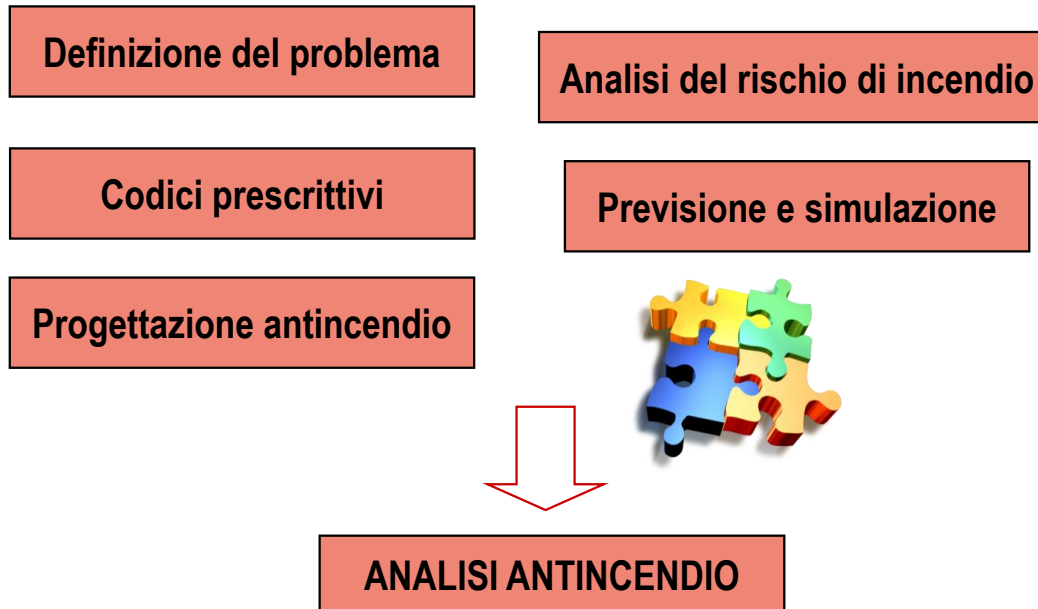 Definizione del problema
Analisi del rischio di incendio
Codici prescrittivi
Previsione e simulazione
Progettazione antincendio
ANALISI ANTINCENDIO